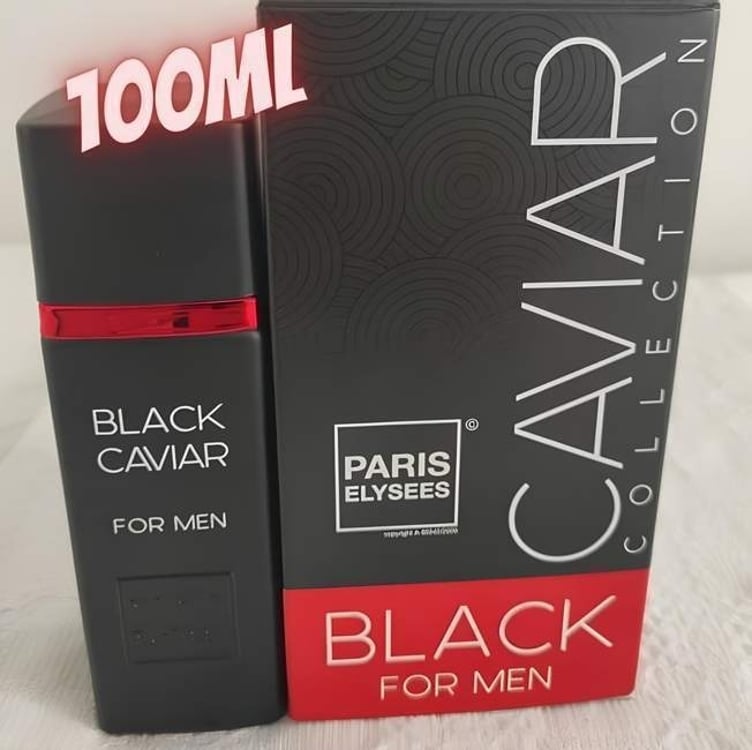 100ML
BLACK
CAVIAR
FOR MEN
CAVIAR
COLLECTION
PARIS
ELYSEES
©
BLACK
FOR MEN